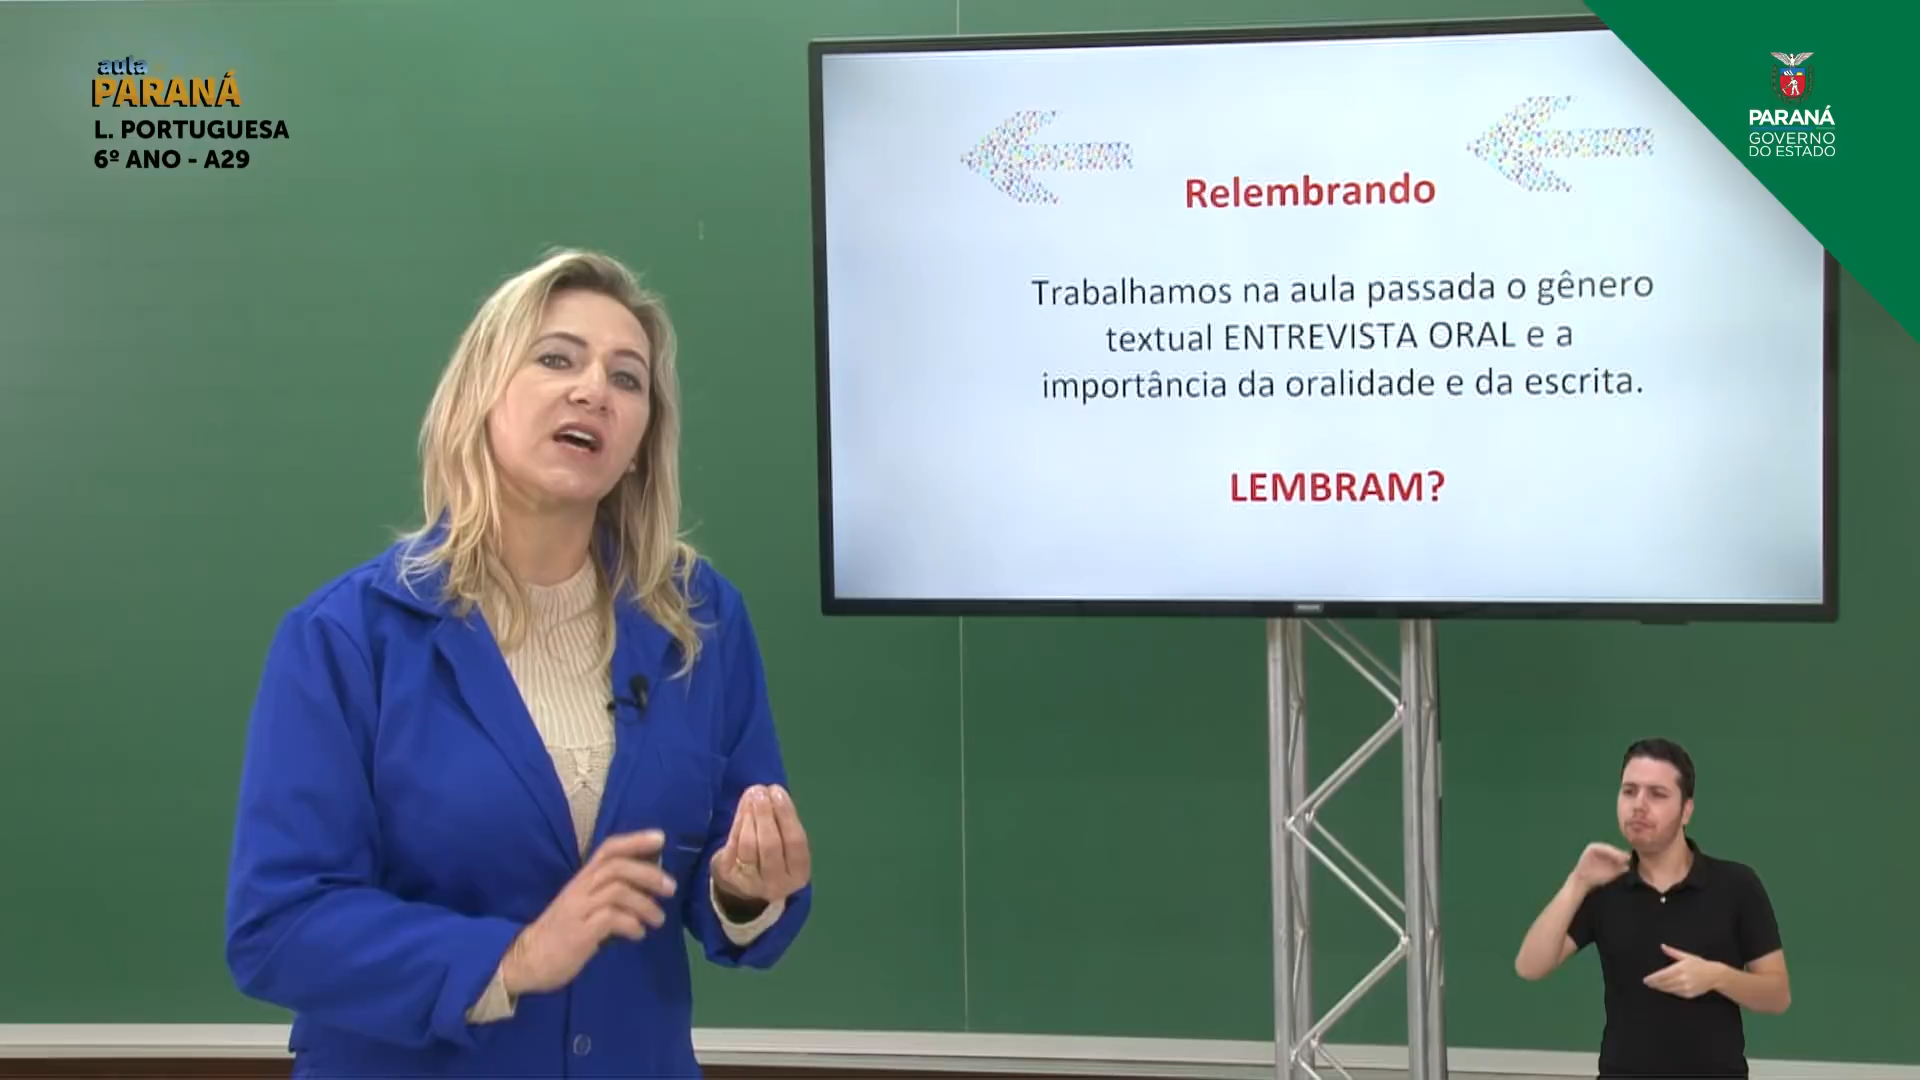 aula
PARANÁ
L. PORTUGUESA
6º ANO - A29
PARANÁ
GOVERNO
DO ESTADO
Relembrando
Trabalhamos na aula passada o gênero
textual ENTREVISTA ORAL e a
importância da oralidade e da escrita.
LEMBRAM?